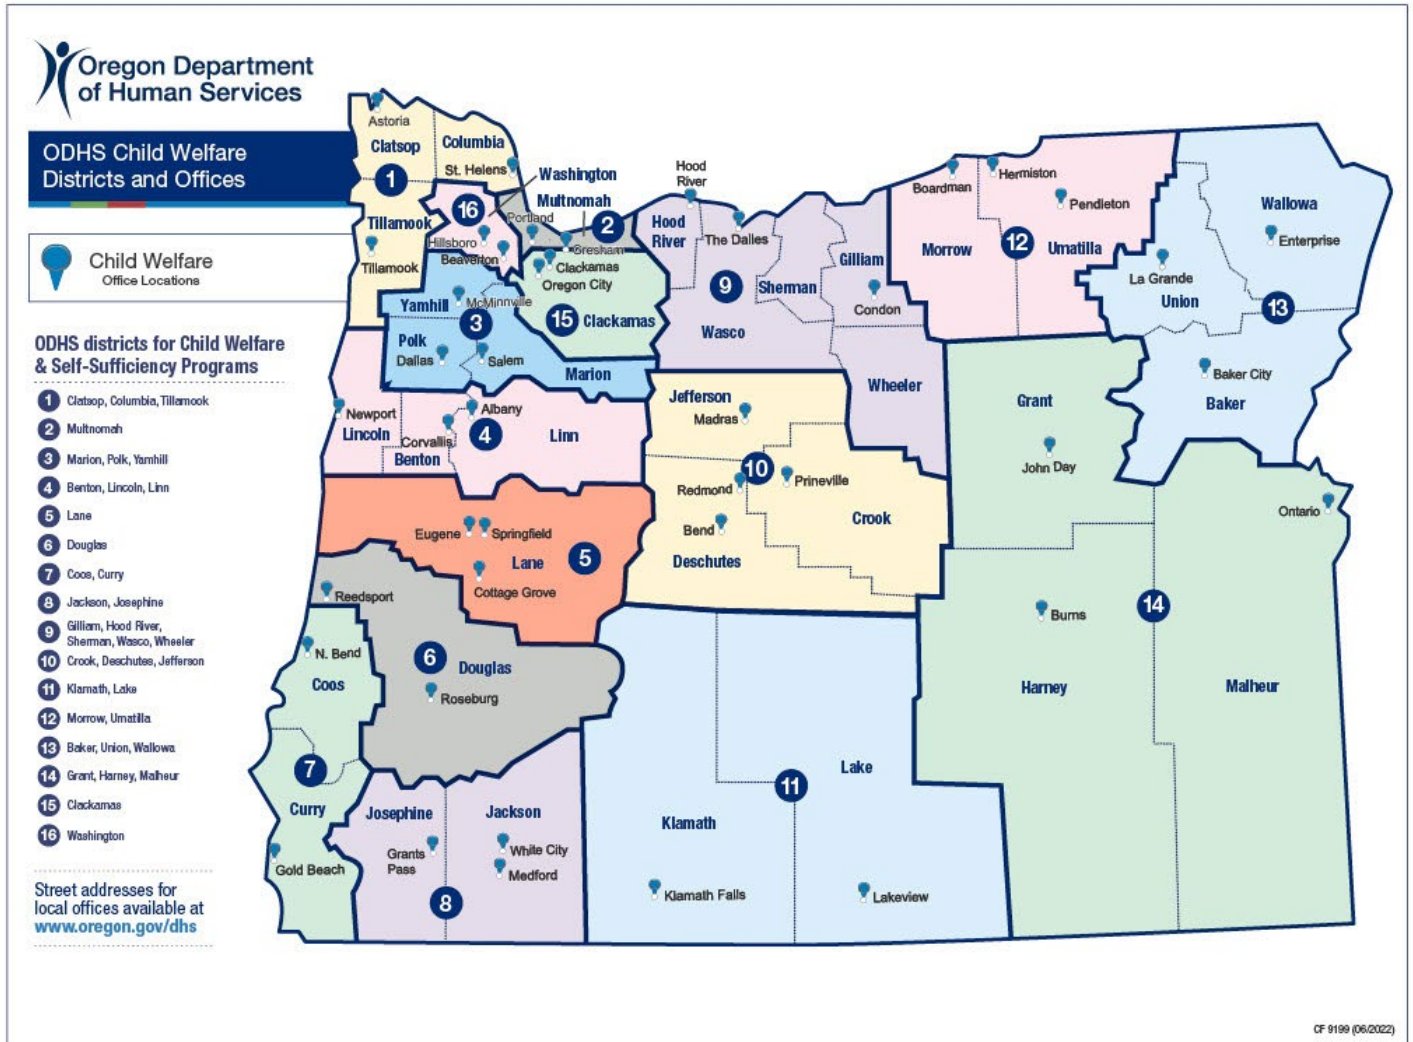 Oregon Department
of Human Services
ODHS Child Welfare
Districts and Offices
Child Welfare
Office Locations
ODHS districts for Child Welfare
& Self-Sufficiency Programs
1 Clatsop, Columbia, Tillamook
2 Multnomah
3 Marion, Polk, Yamhill
4 Benton, Lincoln, Linn
5 Lane
6 Douglas
7 Coos, Curry
8 Jackson, Josephine
9 Gilliam, Hood River,
Sherman, Wasco, Wheeler
10 Crook, Deschutes, Jefferson
11 Klamath, Lake
12 Morrow, Umatilla
13 Baker, Union, Wallowa
14 Grant, Harney, Malheur
15 Clackamas
16 Washington
Street addresses for
local offices available at
www.oregon.gov/dhs
Astoria
Clatsop
Columbia
St. Helens
1
Tillamook
Tillamook
Washington
16
Hillsboro
Beaverton
Multnomah
Portland
2
Gresham
Clackamas
Oregon City
15
Clackamas
Yamhill
McMinnville
3
Polk
Dallas
Salem
Marion
Newport
Lincoln
Albany
Corvallis
4
Linn
Benton
Eugene
Springfield
Lane
5
Cottage Grove
Reedsport
6
Douglas
Roseburg
N. Bend
Coos
7
Curry
Gold Beach
Josephine
Jackson
Grants
Pass
White City
Medford
8
Hood
River
Hood
River
The Dalles
9
Sherman
Gilliam
Condon
Wasco
Wheeler
Jefferson
Madras
10
Redmond
Prineville
Bend
Crook
Deschutes
Klamath
11
Lake
Klamath Falls
Lakeview
Boardman
Hermiston
Pendleton
Morrow
12
Umatilla
Wallowa
Enterprise
La Grande
Union
13
Baker City
Baker
Grant
John Day
Ontario
Burns
14
Harney
Malheur
CF 9199 (06/2022)